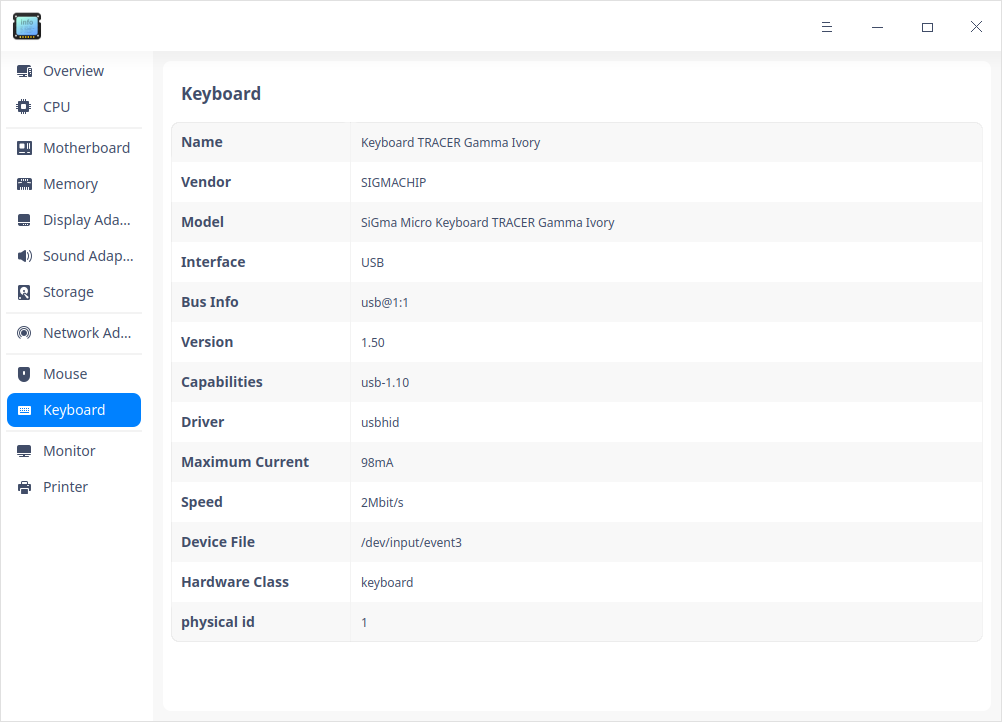 info
Overview
CPU
Motherboard
Memory
Display Ada...
Sound Adap...
Storage
Network Ad...
Mouse
Keyboard
Monitor
Printer
Keyboard
Name Keyboard TRACER Gamma Ivory
Vendor SIGMACHIP
Model SiGma Micro Keyboard TRACER Gamma Ivory
Interface USB
Bus Info usb@1:1
Version 1.50
Capabilities usb-1.10
Driver usbhid
Maximum Current 98mA
Speed 2Mbit/s
Device File /dev/input/event3
Hardware Class keyboard
physical id 1